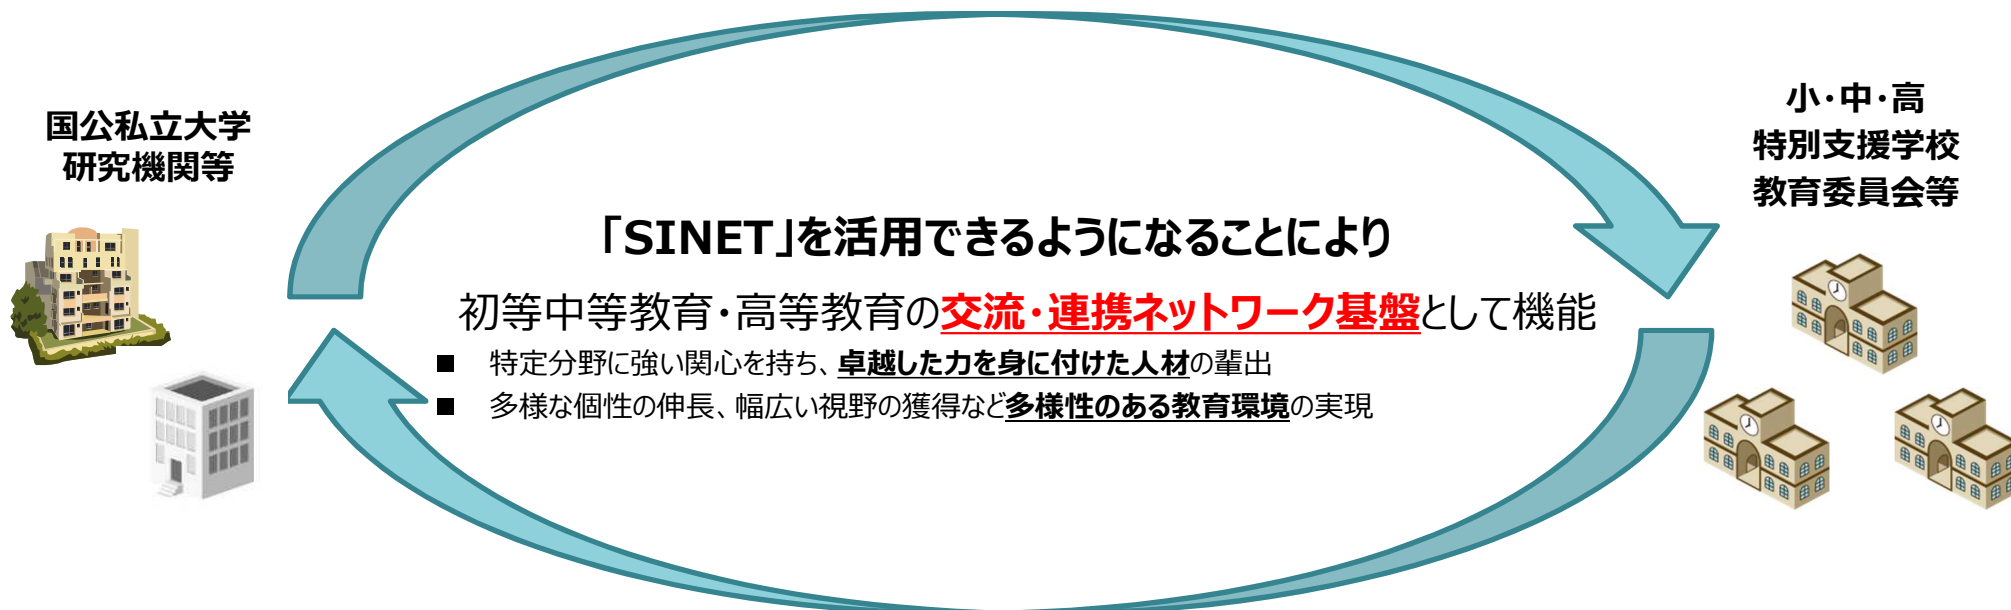 国公私立大学
研究機関等
小・中・高
特別支援学校
教育委員会等
「SINET」を活用できるようになることにより
初等中等教育・高等教育の交流・連携ネットワーク基盤として機能
■ 特定分野に強い関心を持ち、卓越した力を身に付けた人材の輩出
■ 多様な個性の伸長、幅広い視野の獲得など多様性のある教育環境の実現